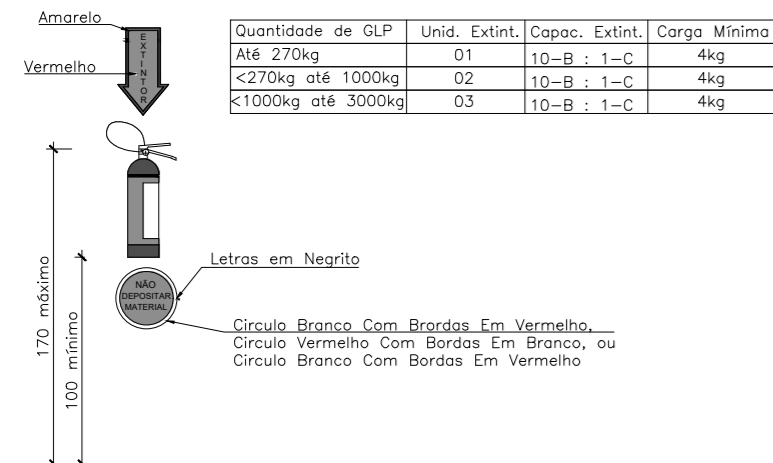 Amarelo
EXTINTOR
Vermelho
Quantidade de GLP Unid. Extint. Capac. Extint. Carga Mínima
Até 270kg 01 10-B : 1-C 4kg
<270kg até 1000kg 02 10-B : 1-C 4kg
<1000kg até 3000kg 03 10-B : 1-C 4kg
170 máximo
100 mínimo
Letras em Negrito
NÃO
DEPOSITAR
MATERIAL
Circulo Branco Com Brordas Em Vermelho,
Circulo Vermelho Com Bordas Em Branco, ou
Circulo Branco Com Bordas Em Vermelho